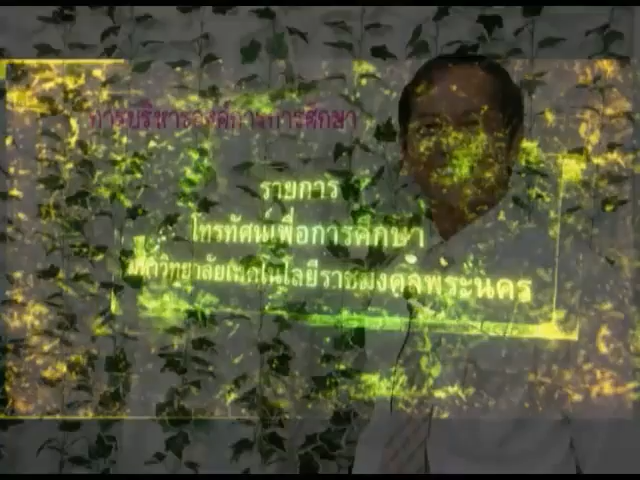 การบริหารองค์การการศึกษา
รายการ
โทรทัศน์เพื่อการศึกษา
มหาวิทยาลัยเทคโนโลยีราชมงคลพระนคร